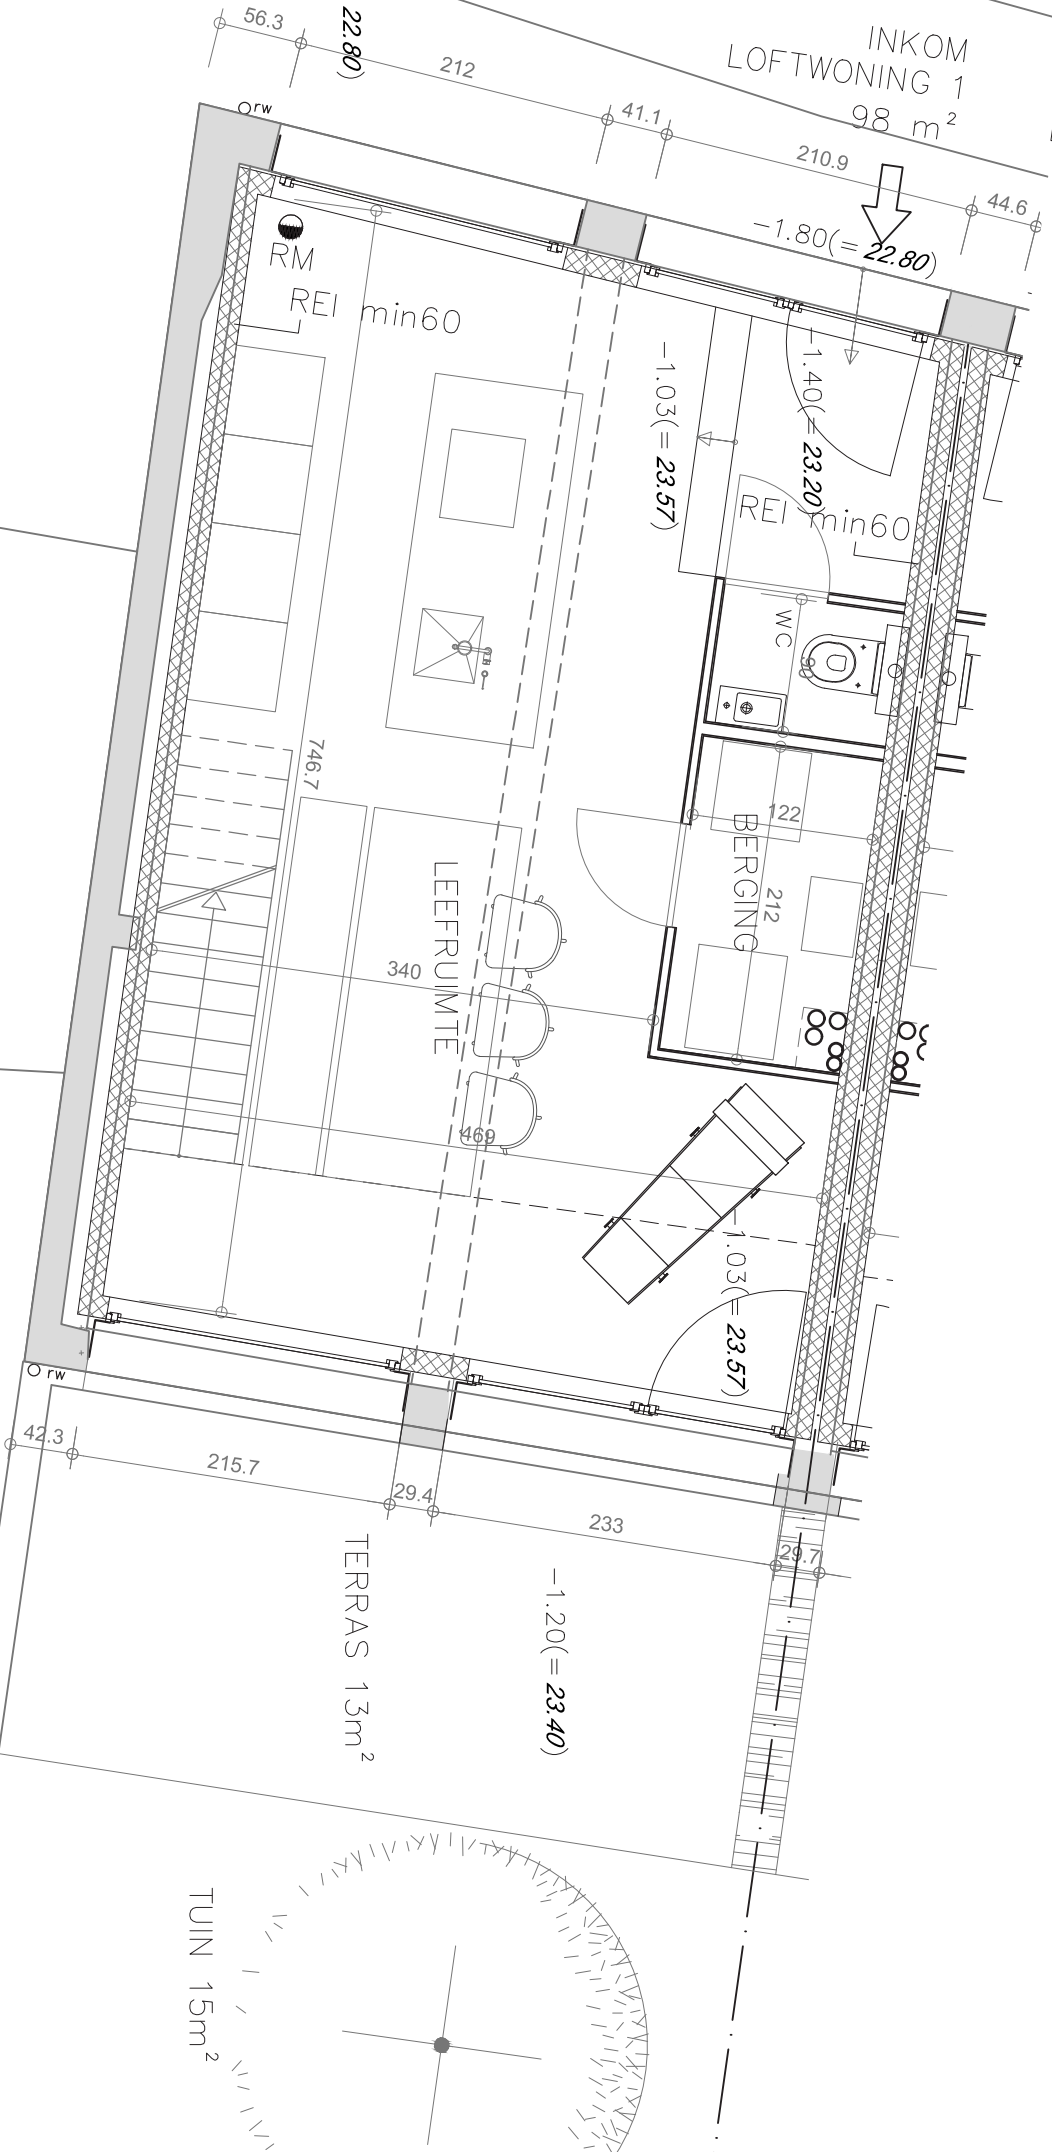 56.3
22.80)
212
41.1
210.9
44.6
INKOM
LOFTWONING 1
98 m²
rw
-1.80(= 22.80)
RM
REI min60
-1.03(= 23.57)
-1.40(= 23.20)
REI min60
WC
746.7
122
BERGING
212
340
LEEFRUIMTE
469
-1.03(= 23.57)
rw
42.3
215.7
29.4
233
29.7
TERRAS 13m²
-1.20(= 23.40)
TUIN 15m²